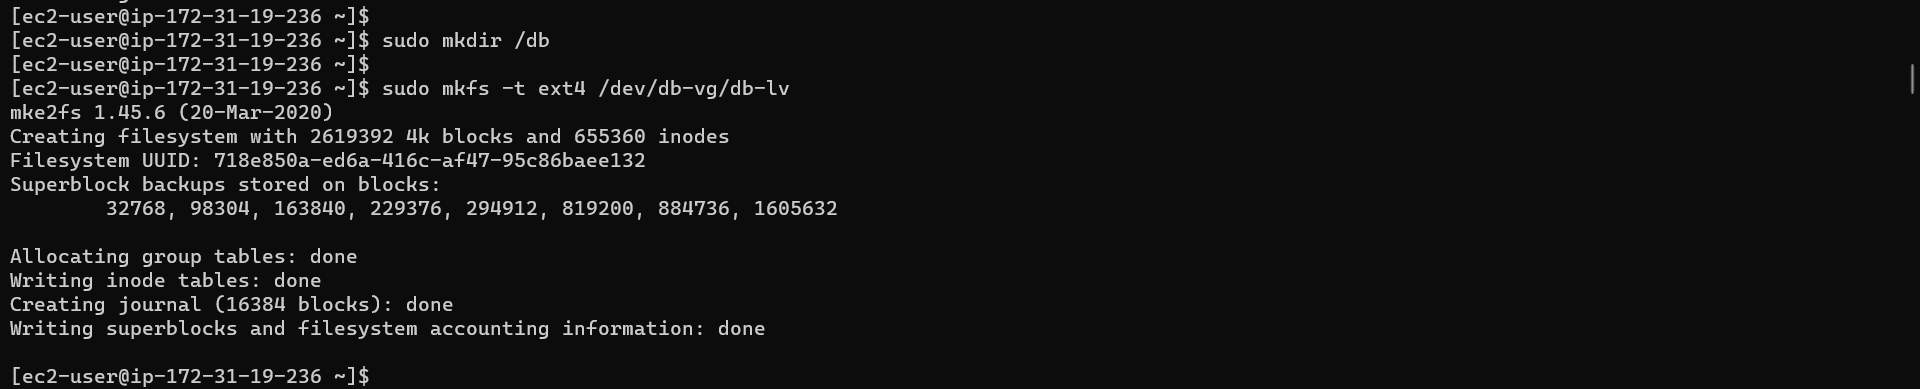 [ec2-user@ip-172-31-19-236 ~]$
[ec2-user@ip-172-31-19-236 ~]$ sudo mkdir /db
[ec2-user@ip-172-31-19-236 ~]$
[ec2-user@ip-172-31-19-236 ~]$ sudo mkfs -t ext4 /dev/db-vg/db-lv
mke2fs 1.45.6 (20-Mar-2020)
Creating filesystem with 2619392 4k blocks and 655360 inodes
Filesystem UUID: 718e850a-ed6a-416c-af47-95c86baee132
Superblock backups stored on blocks:
32768, 98304, 163840, 229376, 294912, 819200, 884736, 1605632
Allocating group tables: done
Writing inode tables: done
Creating journal (16384 blocks): done
Writing superblocks and filesystem accounting information: done
[ec2-user@ip-172-31-19-236 ~]$